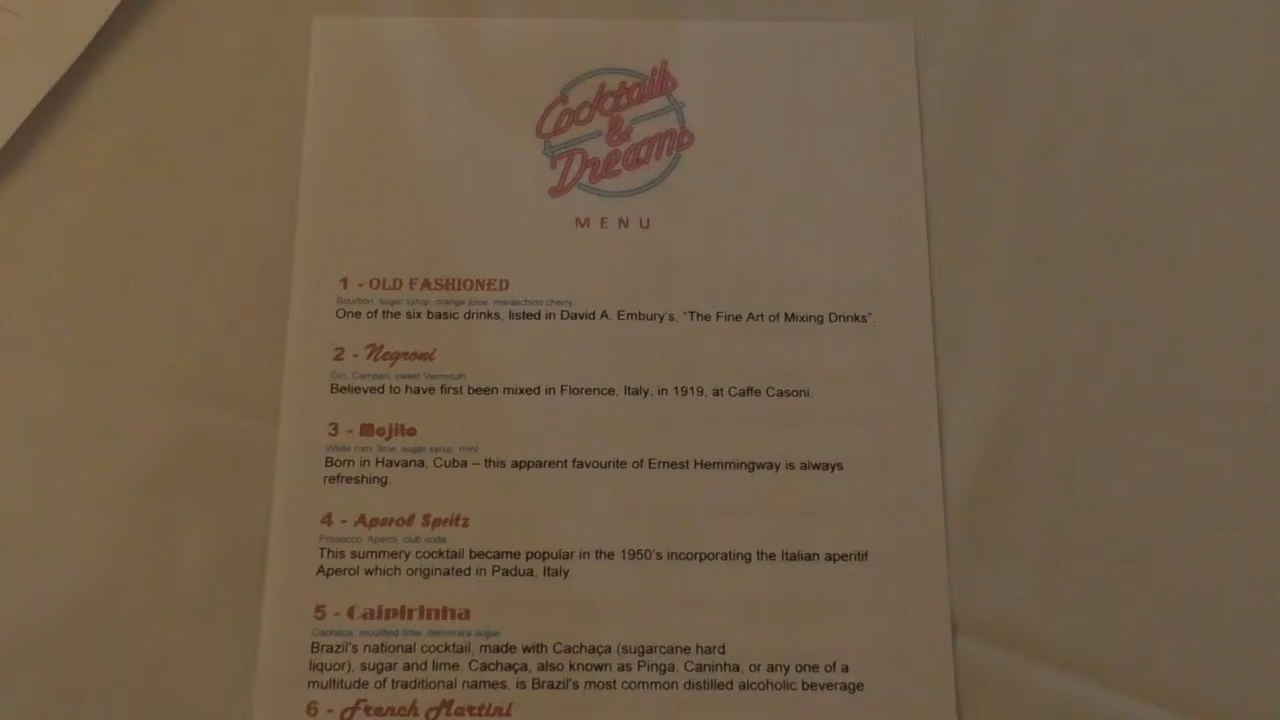 Cocktails
&
Dreams
MENU
1 - OLD FASHIONED
Bourbon, sugar syrup, orange juice, maraschino cherry
One of the six basic drinks, listed in David A. Embury's, "The Fine Art of Mixing Drinks".
2 - Negroni
Gin, Campari, sweet Vermouth
Believed to have first been mixed in Florence, Italy, in 1919, at Caffe Casoni.
3 - Mojito
White rum, lime, sugar syrup, mint
Born in Havana, Cuba – this apparent favourite of Ernest Hemmingway is always
refreshing.
4 - Aperol Spritz
Prosecco, Aperol, club soda
This summery cocktail became popular in the 1950's incorporating the Italian aperitif
Aperol which originated in Padua, Italy.
5 - Caipirinha
Cachaca, muddled lime, demerara sugar
Brazil's national cocktail, made with Cachaça (sugarcane hard
liquor), sugar and lime. Cachaça, also known as Pinga, Caninha, or any one of a
multitude of traditional names, is Brazil's most common distilled alcoholic beverage
6 - French Martini